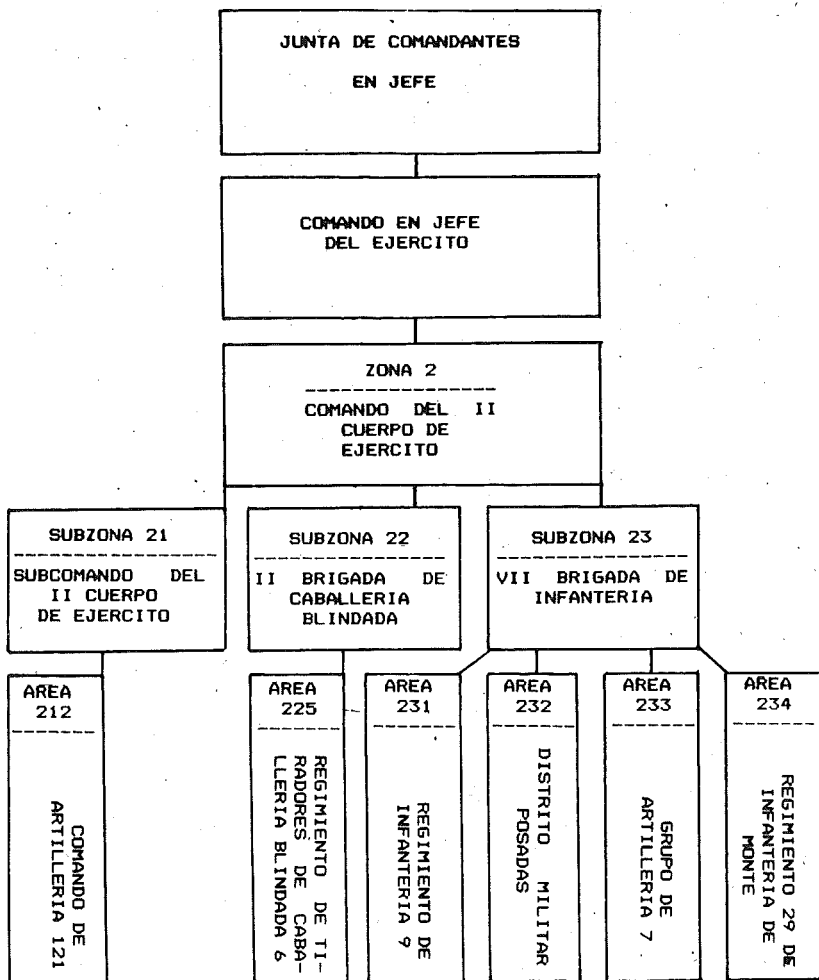 JUNTA DE COMANDANTES
EN JEFE
COMANDO EN JEFE
DEL EJERCITO
ZONA 2
COMANDO DEL II
CUERPO DE
EJERCITO
SUBZONA 21
SUBCOMANDO DEL
II CUERPO
DE EJERCITO
SUBZONA 22
II BRIGADA DE
CABALLERIA
BLINDADA
SUBZONA 23
VII BRIGADA DE
INFANTERIA
AREA
212
COMANDO DE
ARTILLERIA 121
AREA
225
REGIMIENTO DE TI-
RADORES DE CABA-
LLERIA BLINDADA 6
AREA
231
REGIMIENTO DE
INFANTERIA 9
AREA
232
DISTRITO MILITAR
POSADAS
AREA
233
GRUPO DE
ARTILLERIA 7
AREA
234
REGIMIENTO 29 DE
INFANTERIA DE
MONTE